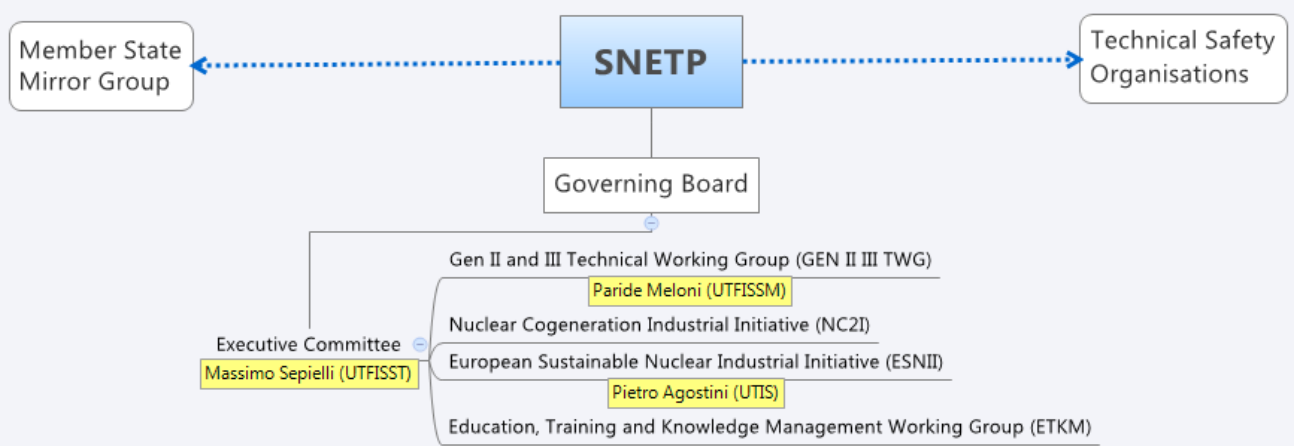 Member State
Mirror Group
SNETP
Technical Safety
Organisations
Governing Board
Gen II and III Technical Working Group (GEN II III TWG)
Paride Meloni (UTFISSM)
Nuclear Cogeneration Industrial Initiative (NC2I)
Executive Committee
European Sustainable Nuclear Industrial Initiative (ESNII)
Massimo Sepielli (UTFISST)
Pietro Agostini (UTIS)
Education, Training and Knowledge Management Working Group (ETKM)